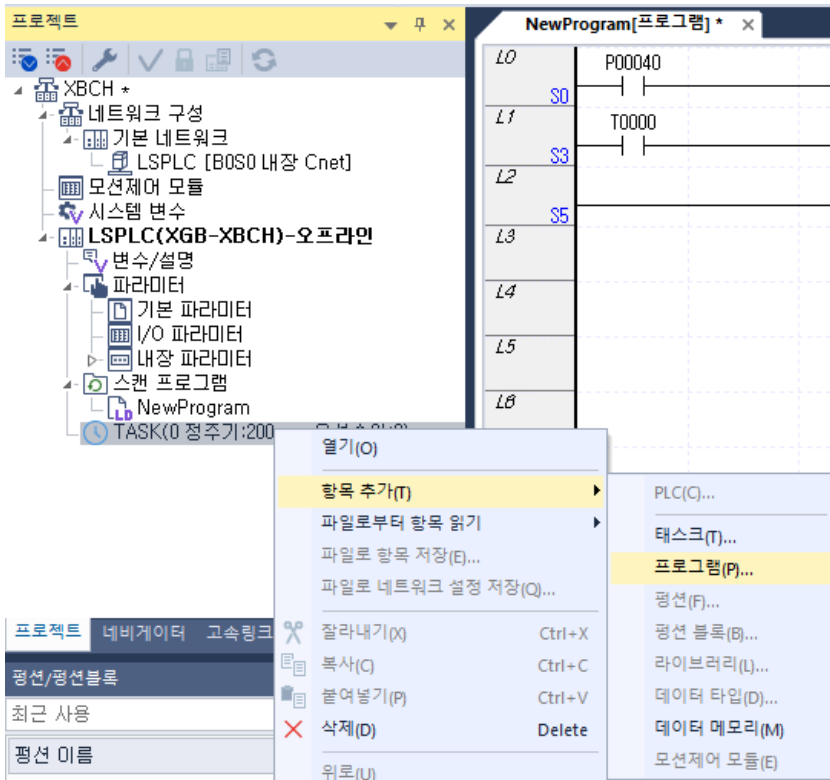 프로젝트
XBCH *
네트워크 구성
기본 네트워크
LSPLC [B0S0 내장 Cnet]
모션제어 모듈
시스템 변수
LSPLC(XGB-XBCH)-오프라인
변수/설명
파라미터
기본 파라미터
I/O 파라미터
내장 파라미터
스캔 프로그램
NewProgram
TASK(0 정주기:200
프로젝트 네비게이터 고속링크
펑션/펑션블록
최근 사용
펑션 이름
NewProgram[프로그램] *
L0 P00040
S0
L1 T0000
S3
L2
S5
L3
L4
L5
L6
열기(O)
항목 추가(T)
파일로부터 항목 읽기
파일로 항목 저장(E)...
파일로 네트워크 설정 저장(Q)...
잘라내기(X) Ctrl+X
복사(C) Ctrl+C
붙여넣기(P) Ctrl+V
삭제(D) Delete
위로(U)
PLC(C)...
태스크(T)...
프로그램(P)...
펑션(F)...
펑션 블록(B)...
라이브러리(L)...
데이터 타입(D)...
데이터 메모리(M)
모션제어 모듈(E)